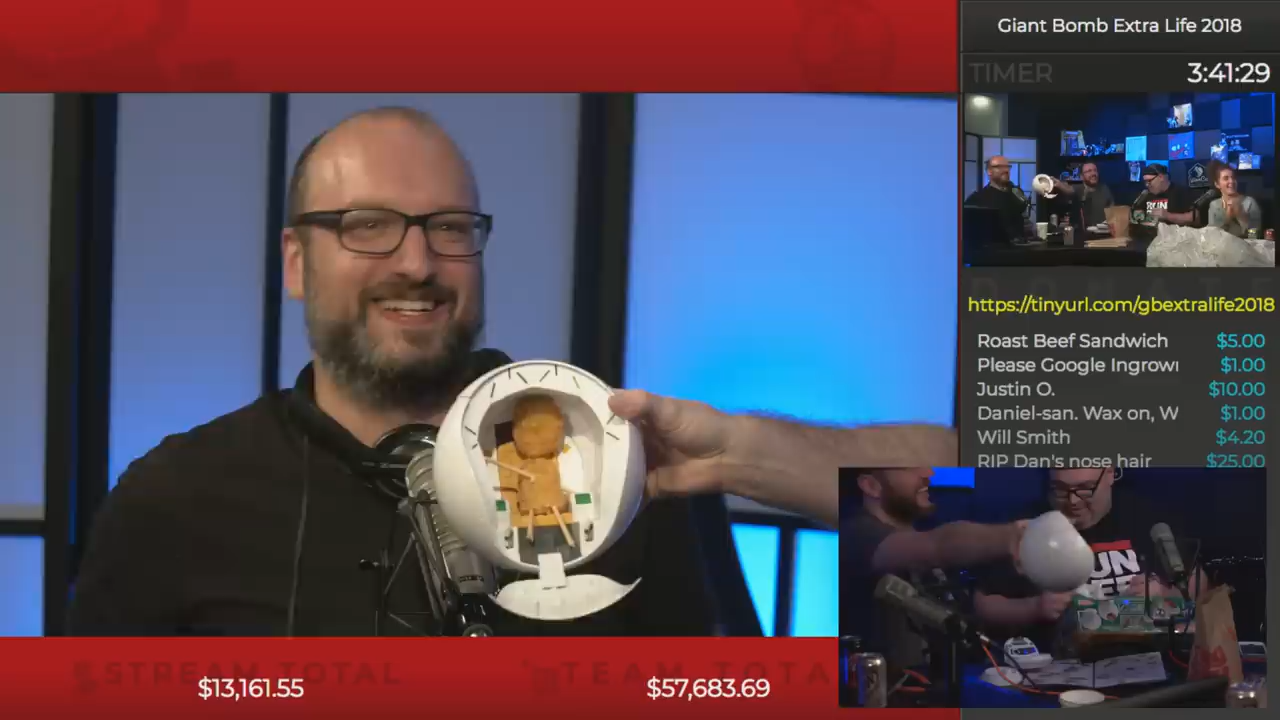 Giant Bomb Extra Life 2018
TIMER
3:41:29
https://tinyurl.com/gbextralife2018
Roast Beef Sandwich $5.00
Please Google Ingrow $1.00
Justin O. $10.00
Daniel-san. Wax on, W $1.00
Will Smith $4.20
RIP Dan's nose hair $25.00
STREAM TOTAL
TEAM TOTA
$13,161.55
$57,683.69